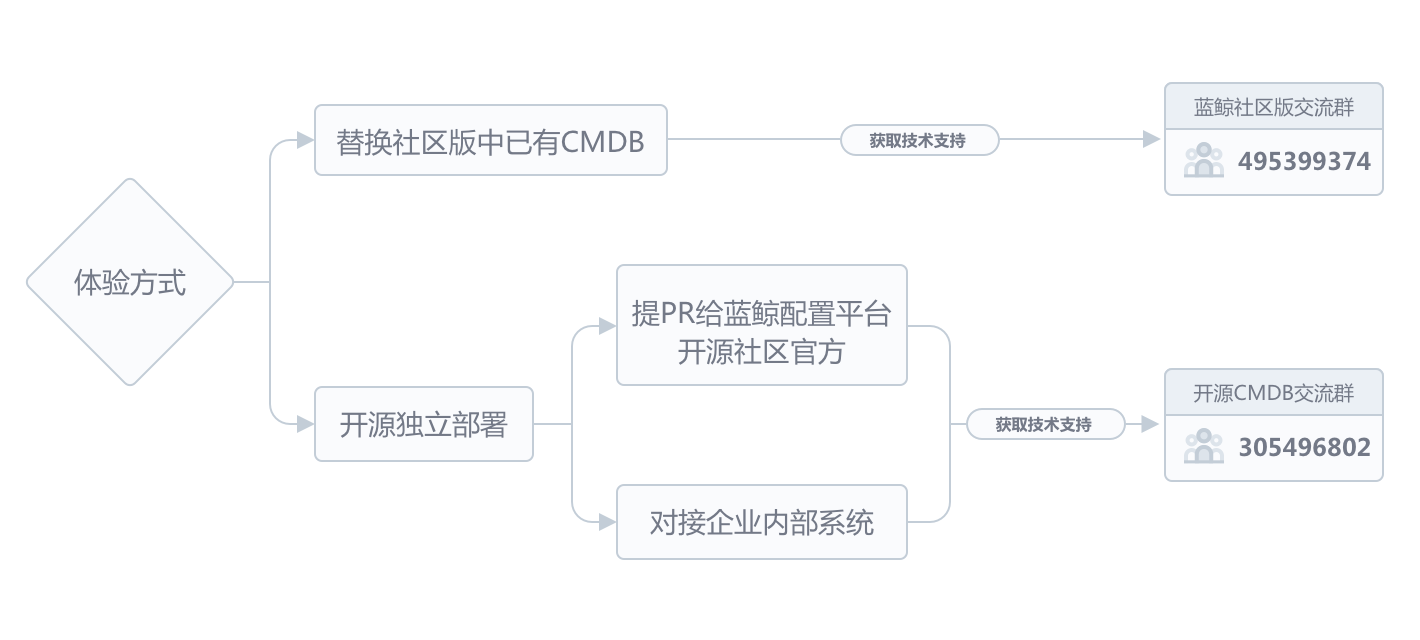 体验方式
替换社区版中已有CMDB
获取技术支持
蓝鲸社区版交流群
495399374
开源独立部署
提PR给蓝鲸配置平台
开源社区官方
对接企业内部系统
获取技术支持
开源CMDB交流群
305496802